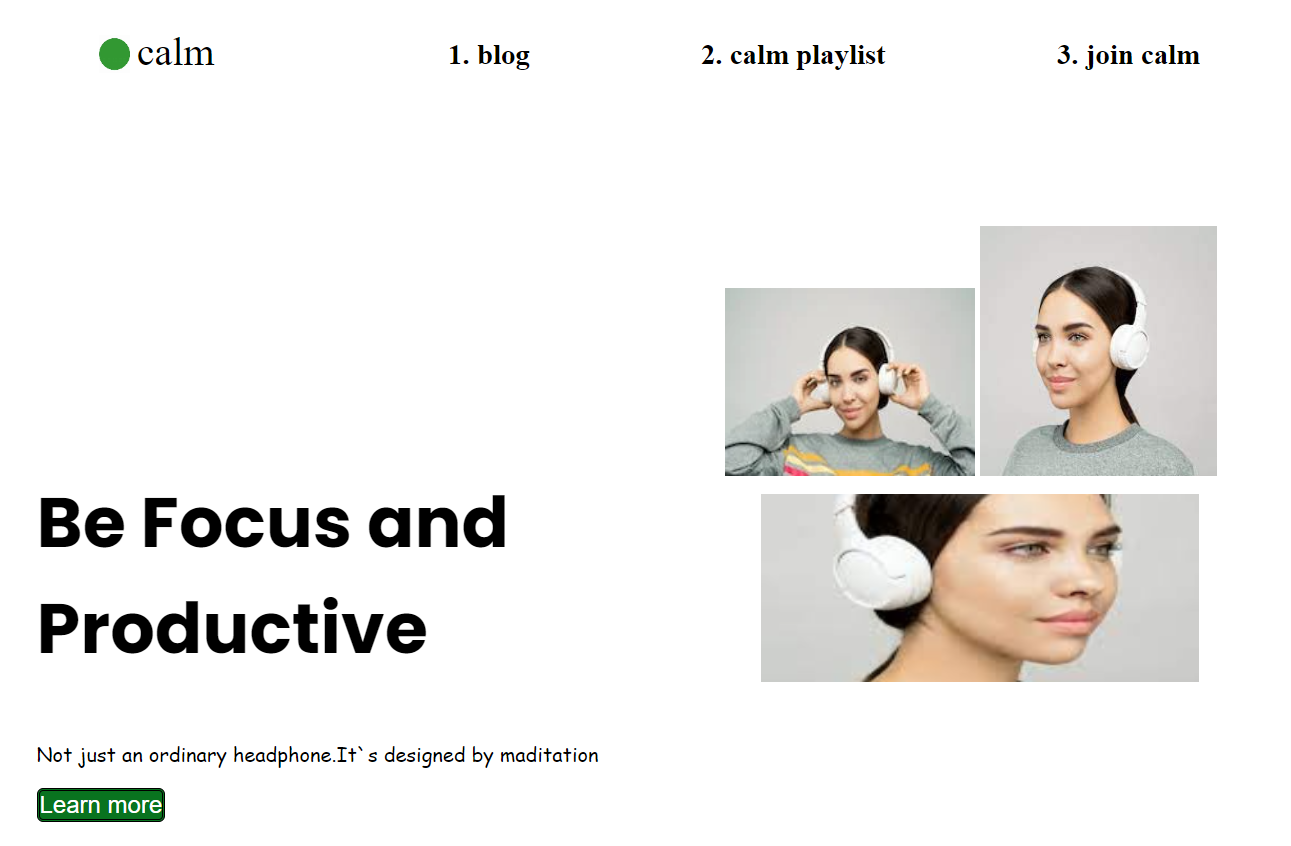 calm
1. blog
2. calm playlist
3. join calm
Be Focus and
Productive
Not just an ordinary headphone.It`s designed by maditation
Learn more